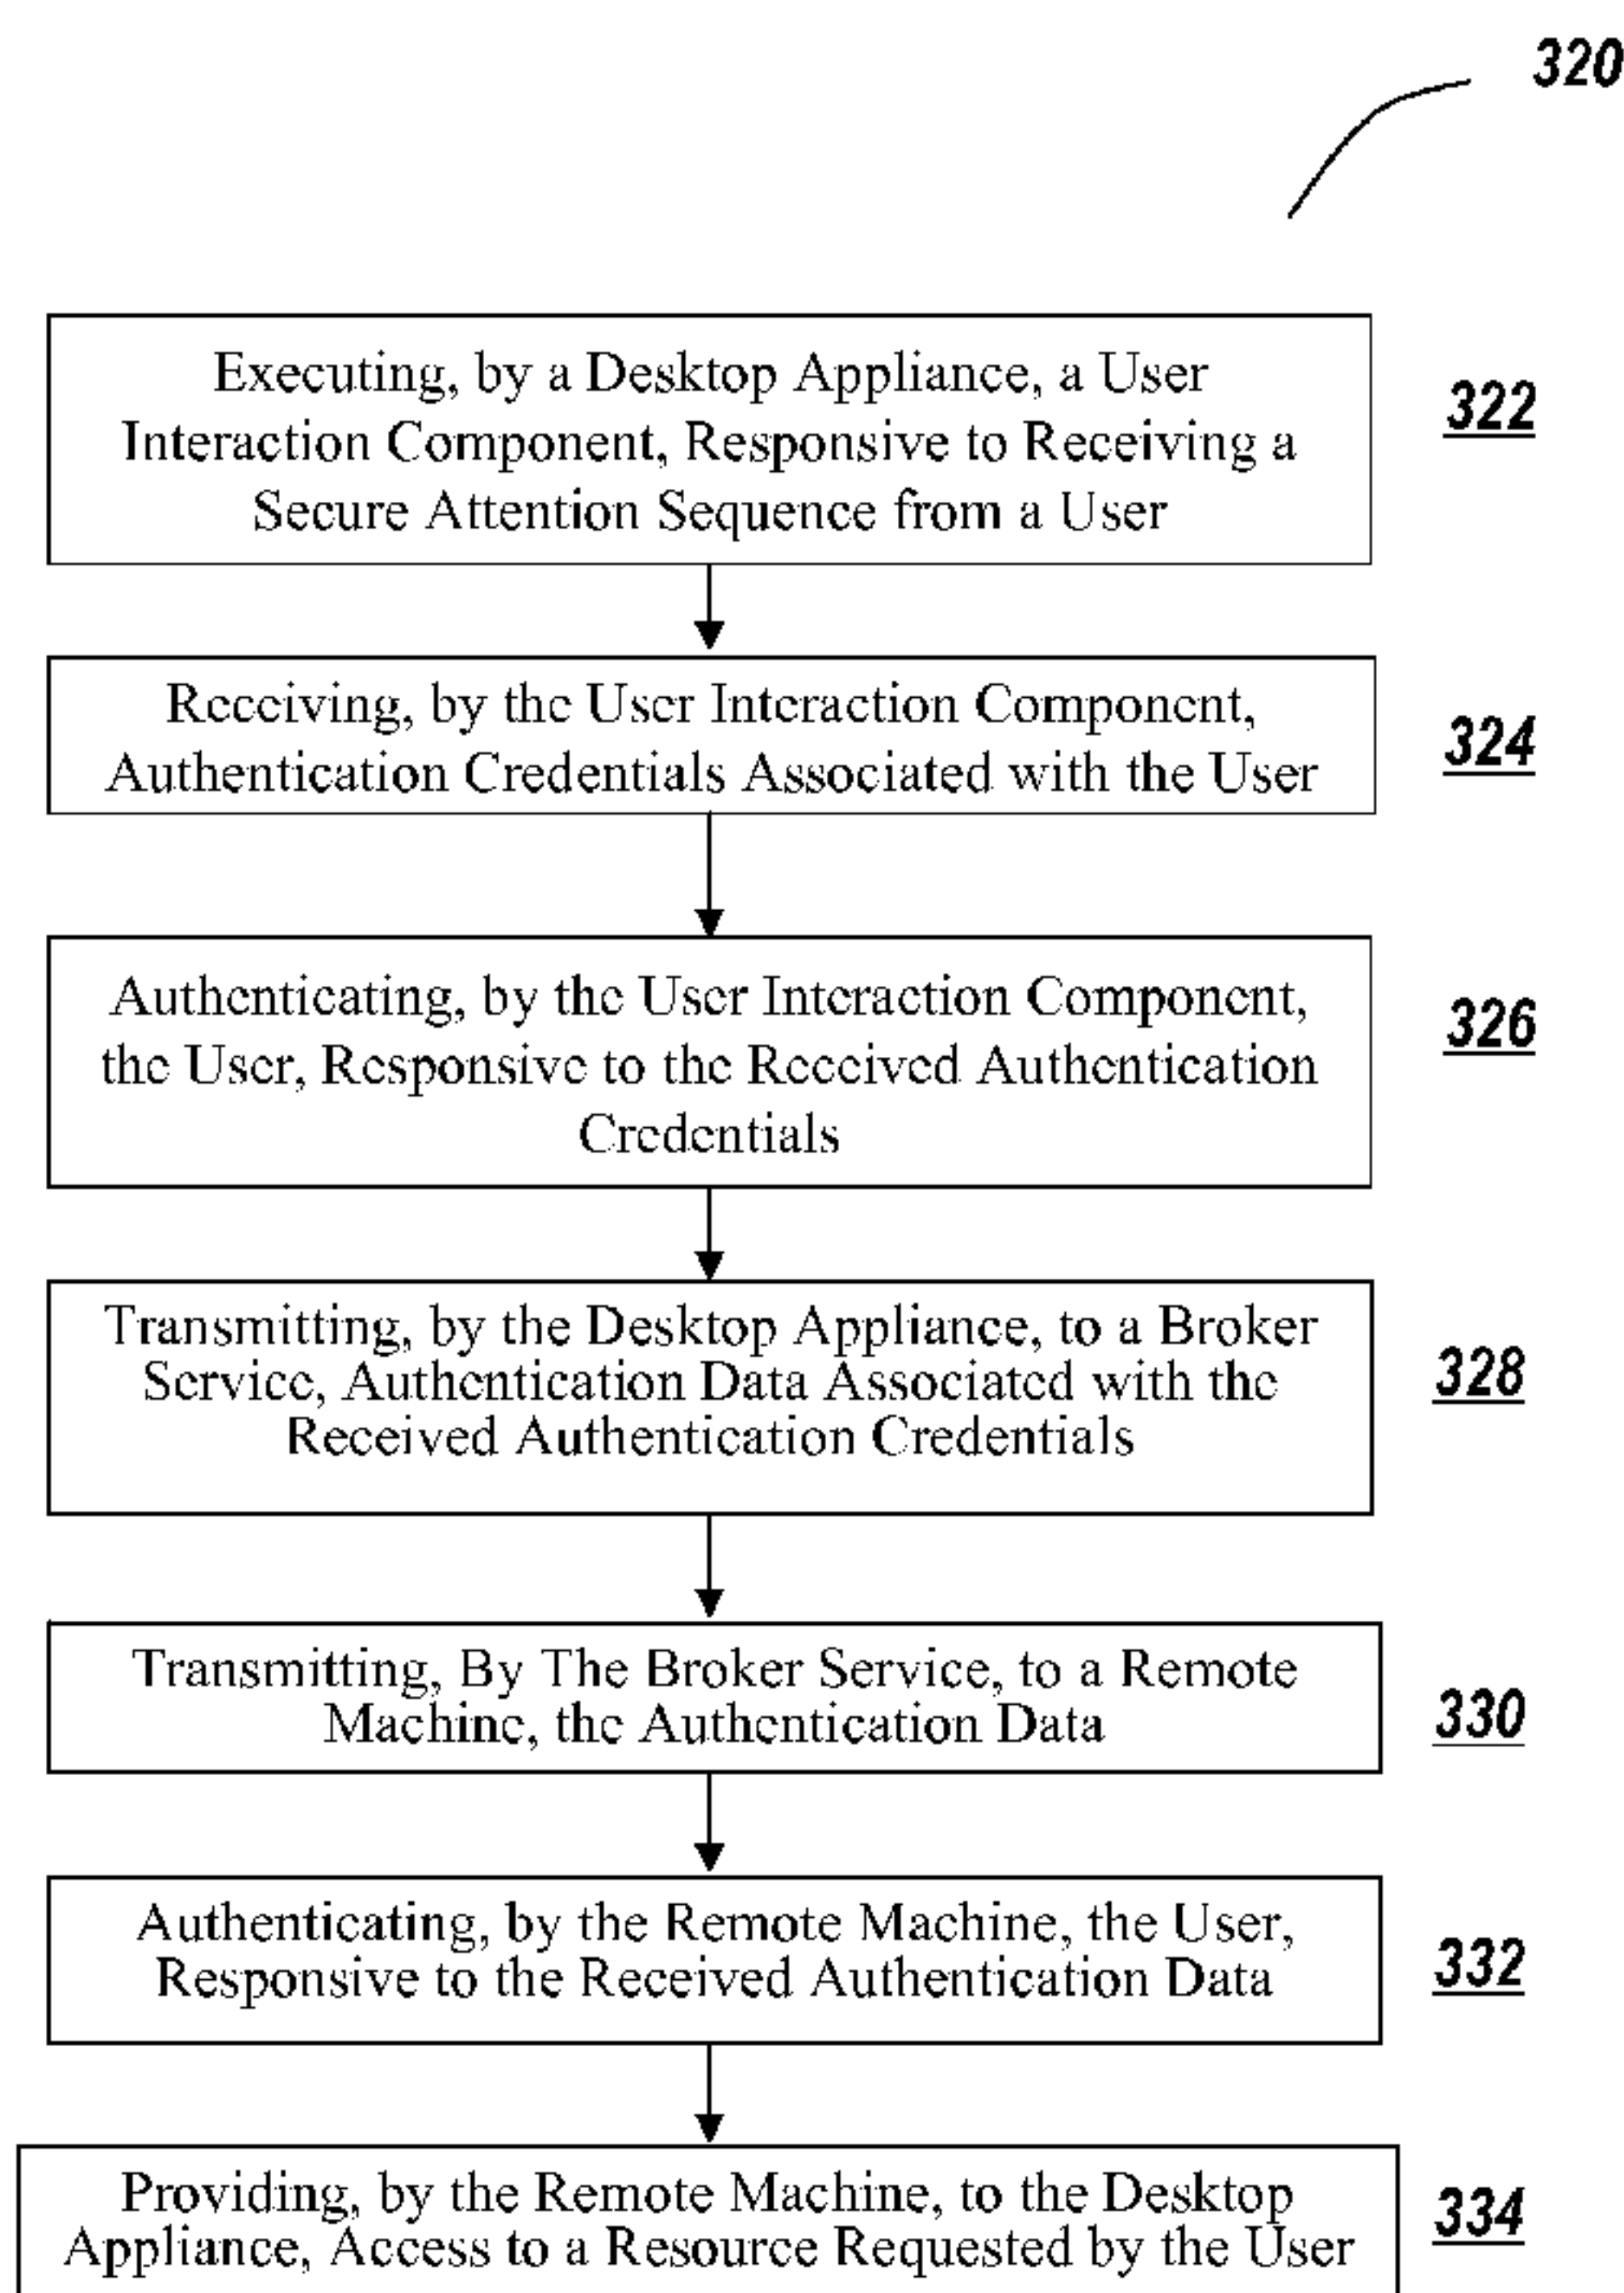 320
Executing, by a Desktop Appliance, a User
Interaction Component, Responsive to Receiving a
Secure Attention Sequence from a User
322
Receiving, by the User Interaction Component,
Authentication Credentials Associated with the User
324
Authenticating, by the User Interaction Component,
the User, Responsive to the Received Authentication
Credentials
326
Transmitting, by the Desktop Appliance, to a Broker
Service, Authentication Data Associated with the
Received Authentication Credentials
328
Transmitting, By The Broker Service, to a Remote
Machine, the Authentication Data
330
Authenticating, by the Remote Machine, the User,
Responsive to the Received Authentication Data
332
Providing, by the Remote Machine, to the Desktop
Appliance, Access to a Resource Requested by the User
334